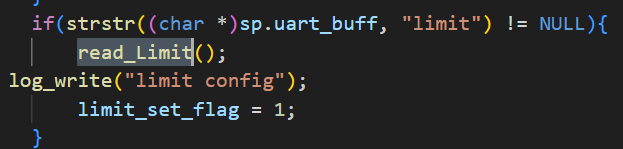 if(strstr((char *)sp.uart_buff, "limit") != NULL){
read_Limit();
log_write("limit config");
limit_set_flag = 1;
}